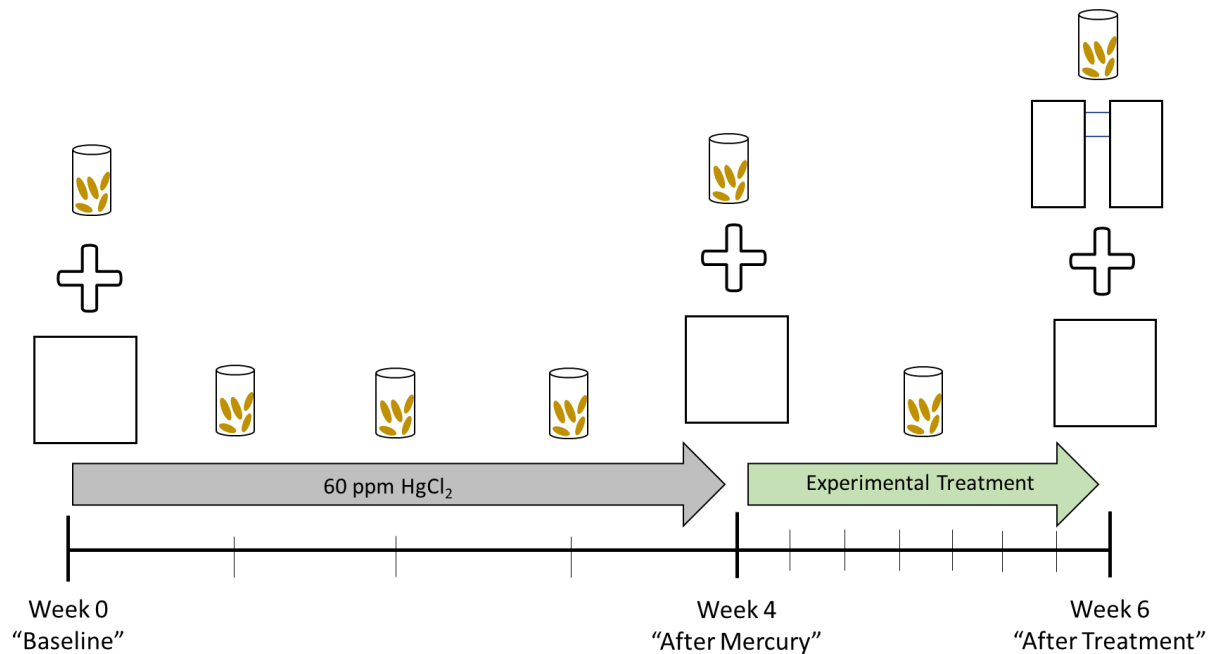 60 ppm HgCl₂
Experimental Treatment
Week 0
“Baseline”
Week 4
“After Mercury”
Week 6
“After Treatment”